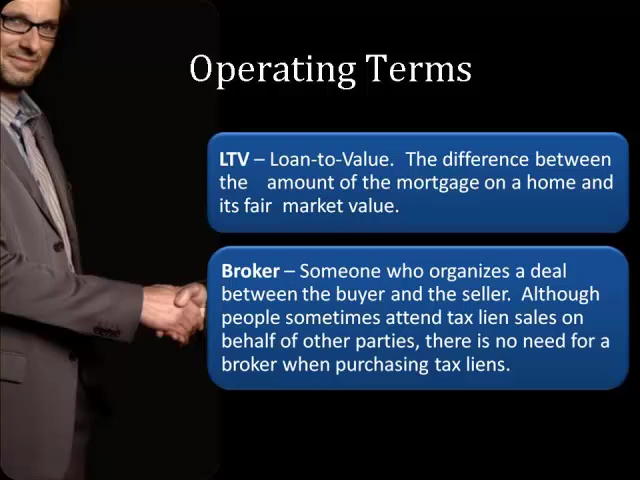 Operating Terms
LTV – Loan-to-Value. The difference between
the amount of the mortgage on a home and
its fair market value.
Broker – Someone who organizes a deal
between the buyer and the seller. Although
people sometimes attend tax lien sales on
behalf of other parties, there is no need for a
broker when purchasing tax liens.